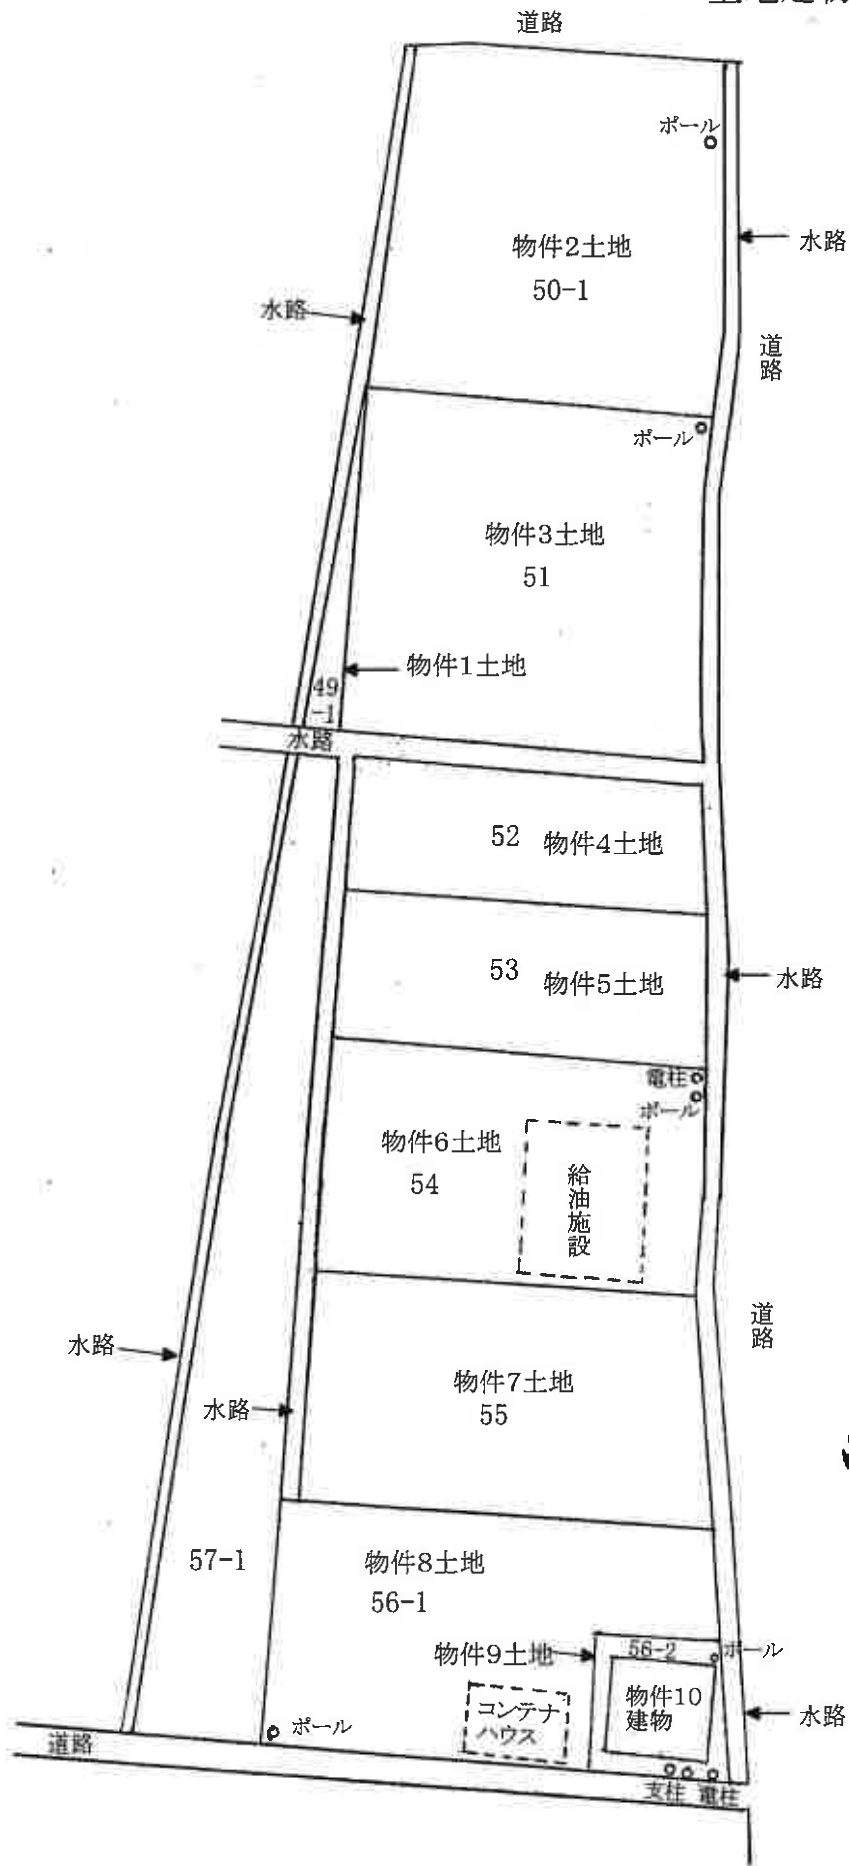 道路
ポール
物件2土地
50-1
水路
水路
道路
ポール
物件3土地
51
物件1土地
49
-1
水路
52 物件4土地
53 物件5土地
水路
電柱
ポール
物件6土地
54
給油施設
道路
水路
物件7土地
55
水路
57-1
物件8土地
56-1
物件9土地
56-2
ポール
物件10
建物
コンテナ
ハウス
水路
ポール
道路
支柱 電柱